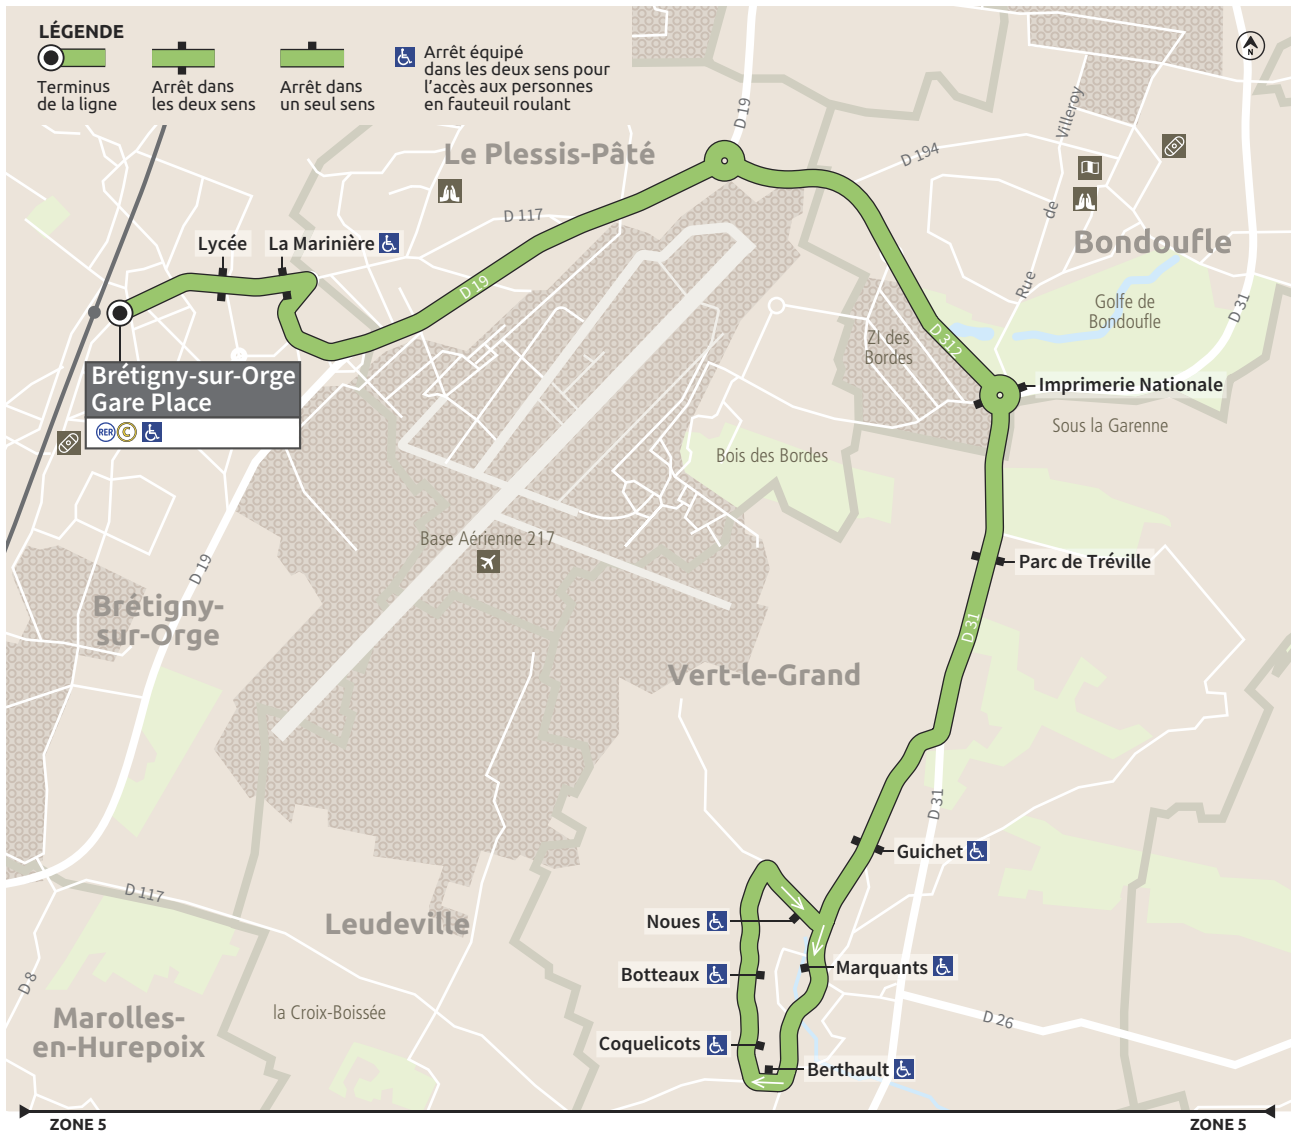 LÉGENDE
Terminus
de la ligne
Arrêt dans
les deux sens
Arrêt dans
un seul sens
Arrêt équipé
dans les deux sens pour
l'accès aux personnes
en fauteuil roulant
N
D 19
Villeroy
de
Rue
D 194
Le Plessis-Pâté
D 117
Bondoufle
Lycée
La Marinière
D 19
Golfe de
Bondoufle
D 31
D 312
ZI des
Bordes
Brétigny-sur-Orge
Gare Place
RER C
Imprimerie Nationale
Sous la Garenne
Bois des Bordes
Base Aérienne 217
D 19
Parc de Tréville
Brétigny-
sur-Orge
D 31
Vert-le-Grand
D 31
Guichet
D 117
Leudeville
Noues
Marquants
Botteaux
D 8
la Croix-Boissée
Marolles-
en-Hurepoix
D 26
Coquelicots
Berthault
ZONE 5
ZONE 5